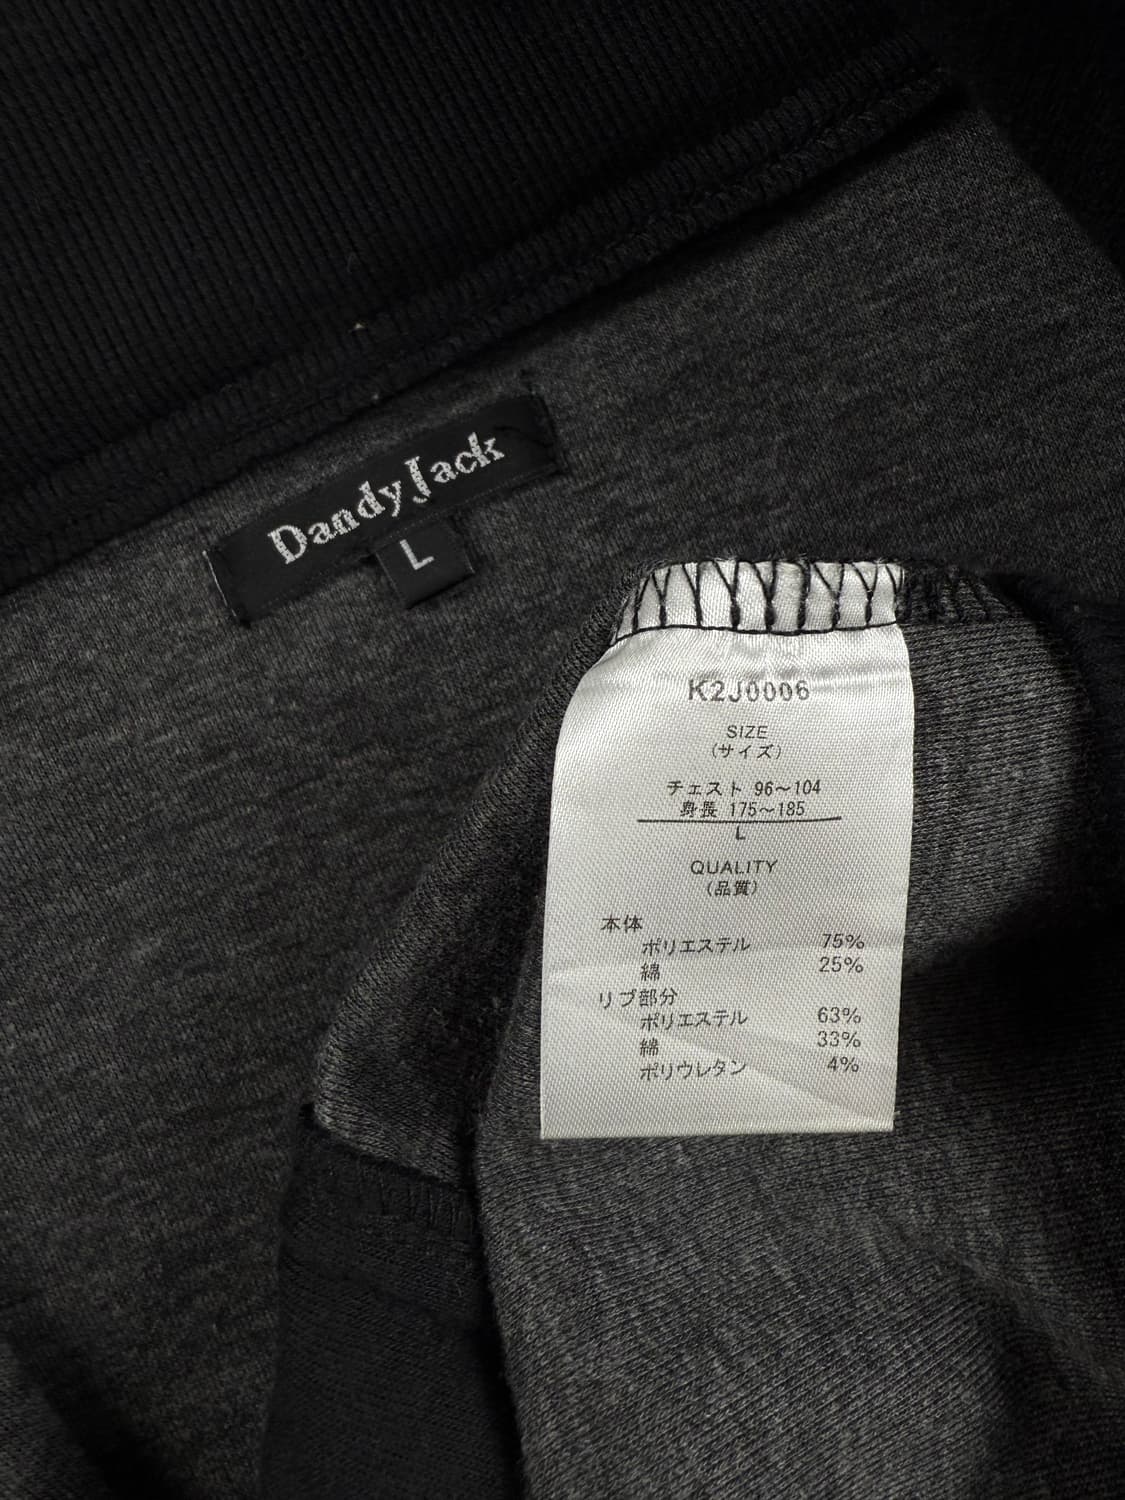 Dandy Jack
L
K2J0006
SIZE
(サイズ)
チェスト 96～104
身長 175～185
L
QUALITY
(品質)
本体
ポリエステル 75%
綿 25%
リブ部分
ポリエステル 63%
綿 33%
ポリウレタン 4%